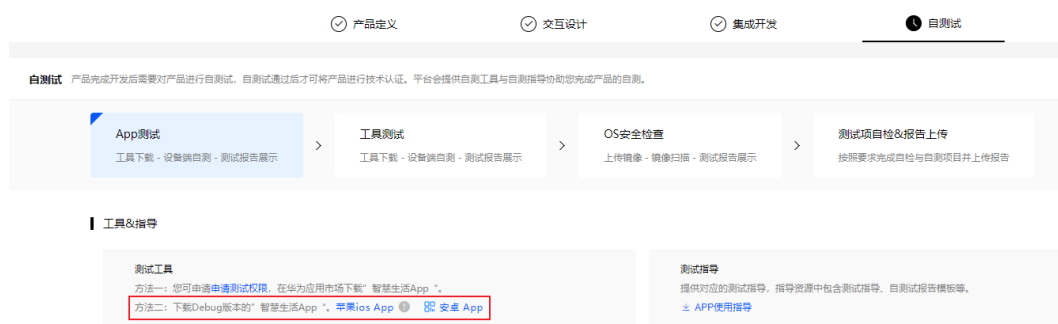 产品定义
交互设计
集成开发
自测试
自测试 产品完成开发后需要对产品进行自测试，自测试通过后才可将产品进行技术认证。平台会提供自测工具与自测指导协助您完成产品的自测。
App测试
工具下载 - 设备端自测 - 测试报告展示
工具测试
工具下载 - 设备端自测 - 测试报告展示
OS安全检查
上传镜像 - 镜像扫描 - 测试报告展示
测试项目检&报告上传
按照要求完成自检与自测项目并上传报告
工具&指导
测试工具
方法一：您可申请申请测试权限，在华为应用市场下载" 智慧生活App "。
方法二：下载Debug版本的" 智慧生活App "。苹果ios App 安卓 App
测试指导
提供对应的测试指导，指导资源中包含测试指导、自测试报告模板等。
APP使用指导